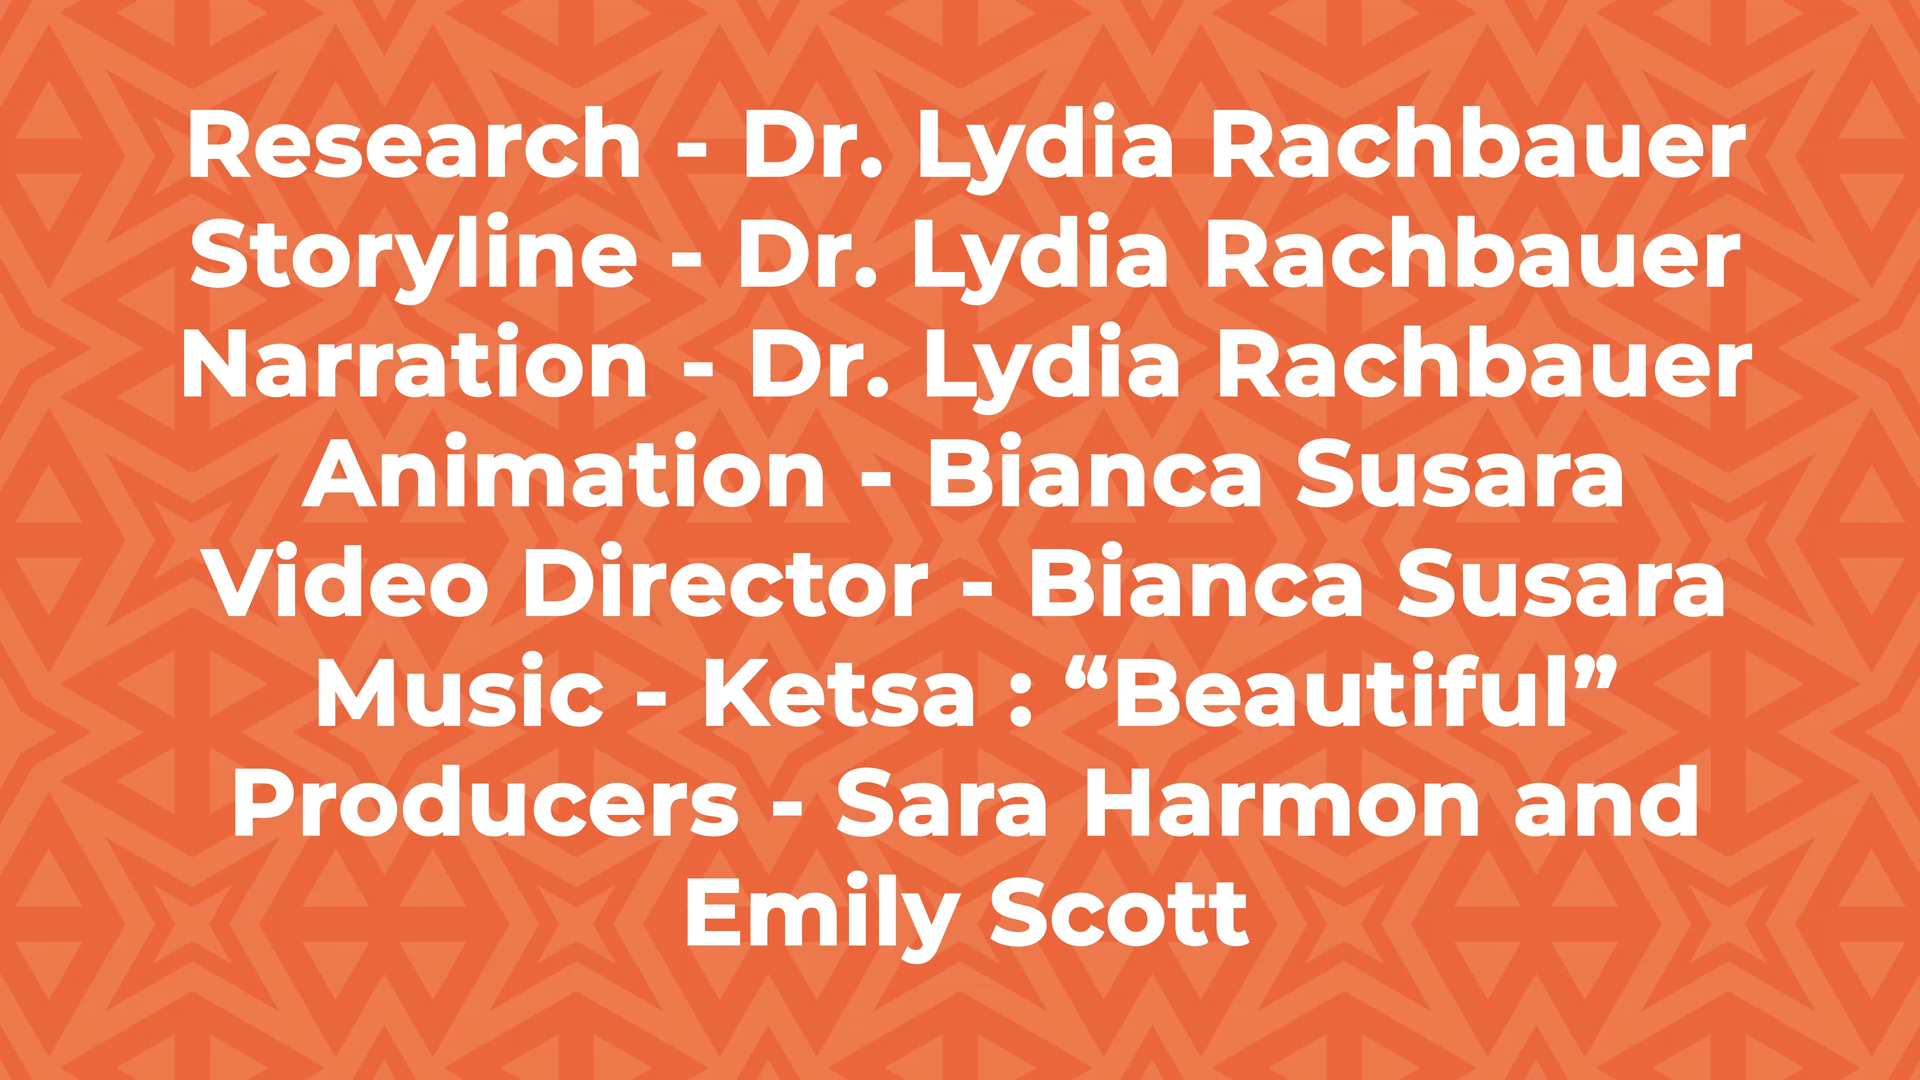 Research - Dr. Lydia Rachbauer
Storyline - Dr. Lydia Rachbauer
Narration - Dr. Lydia Rachbauer
Animation - Bianca Susara
Video Director - Bianca Susara
Music - Ketsa : “Beautiful”
Producers - Sara Harmon and
Emily Scott